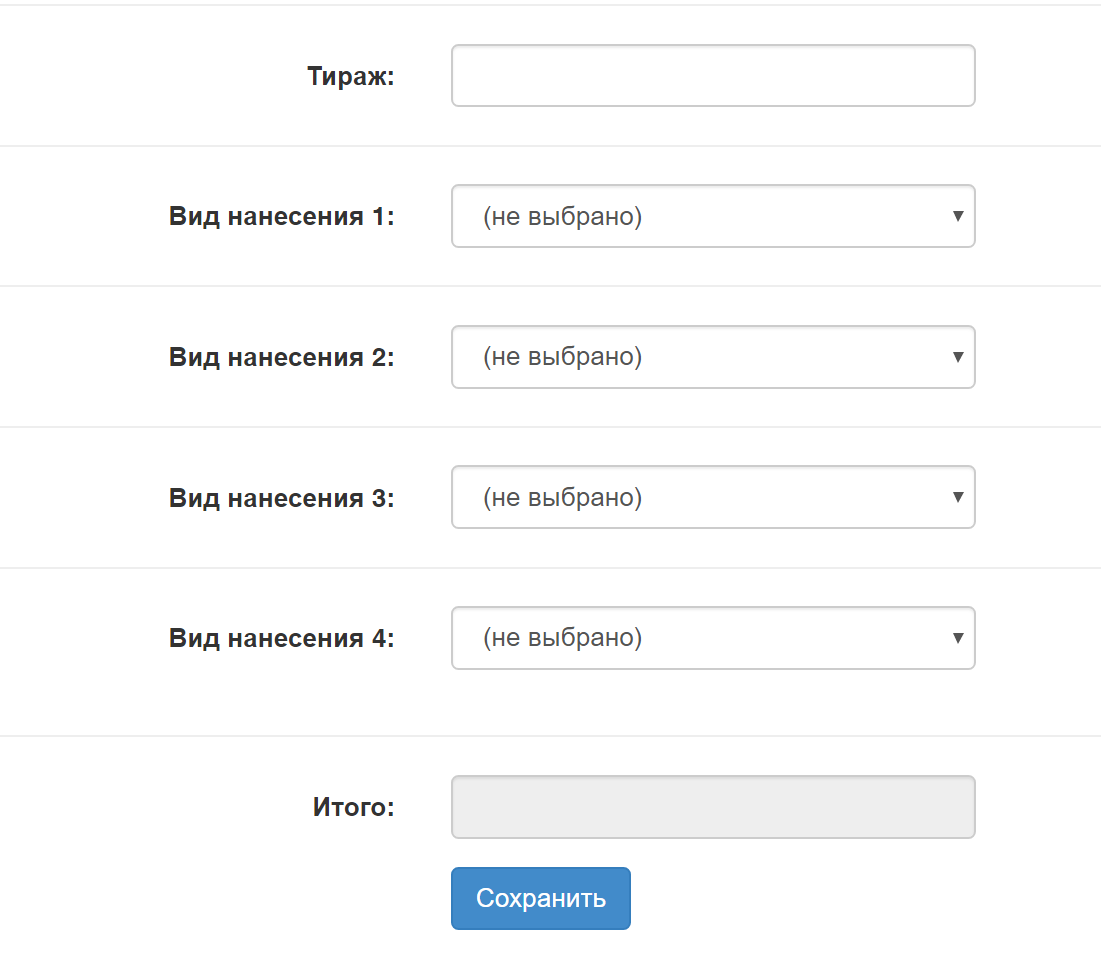 Тираж:
Вид нанесения 1: (не выбрано)
Вид нанесения 2: (не выбрано)
Вид нанесения 3: (не выбрано)
Вид нанесения 4: (не выбрано)
Итого:
Сохранить